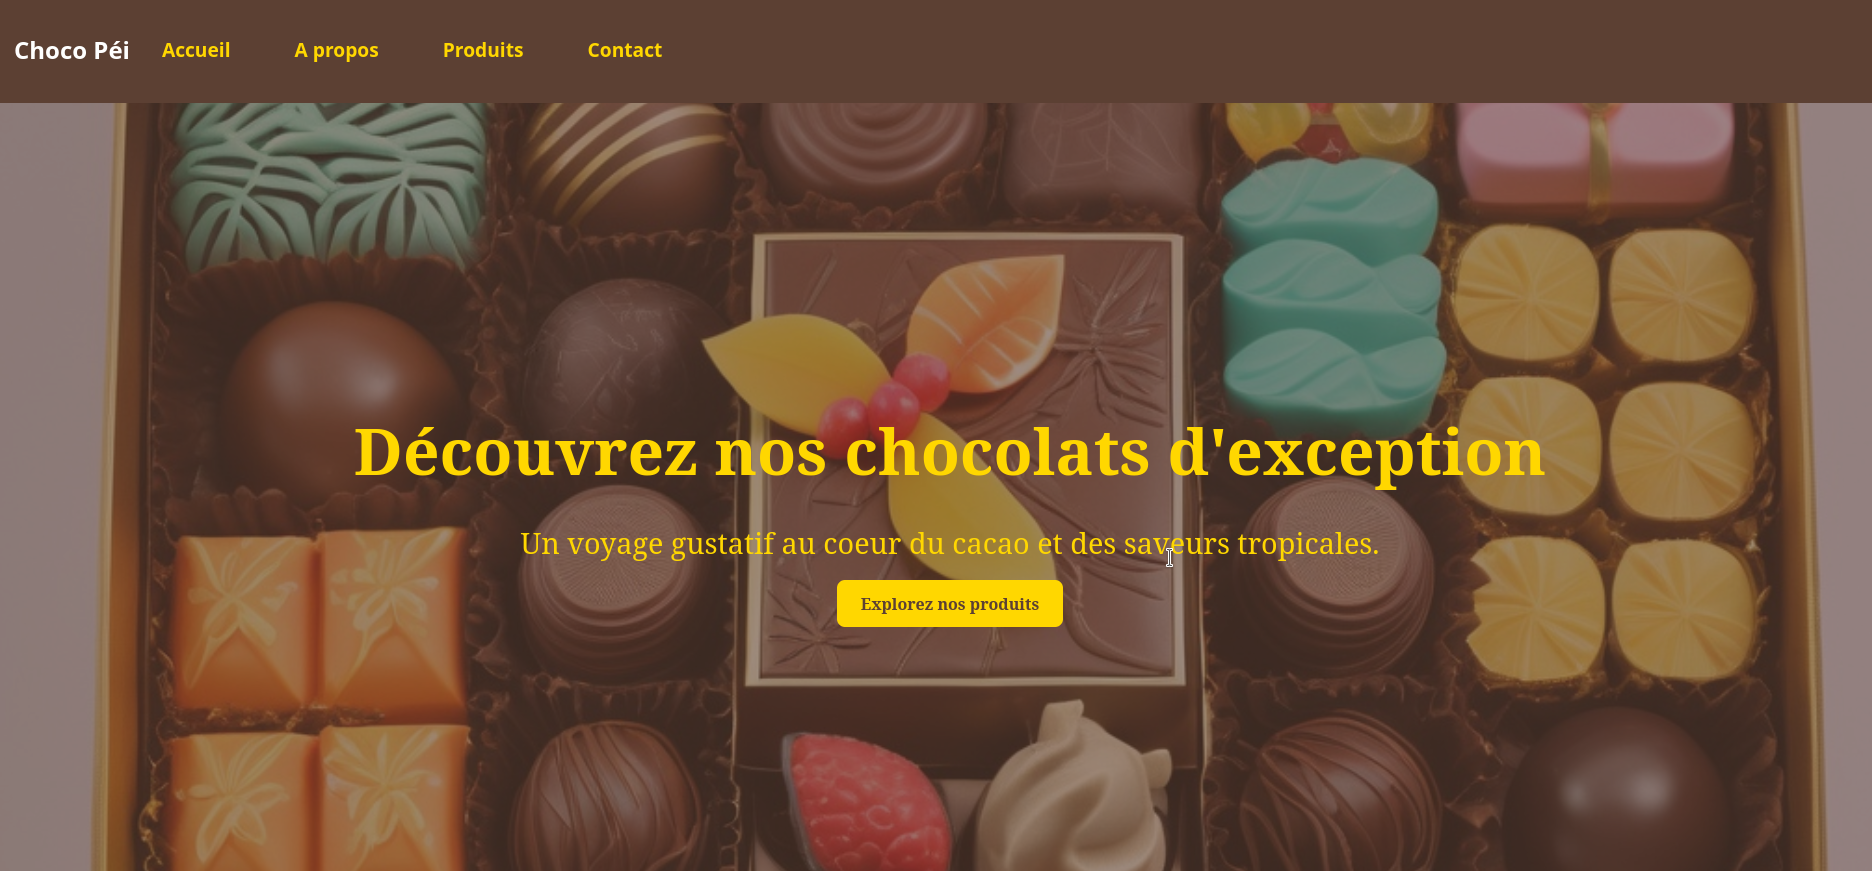 Choco Péi Accueil A propos Produits Contact
Découvrez nos chocolats d'exception
Un voyage gustatif au coeur du cacao et des saveurs tropicales.
Explorez nos produits